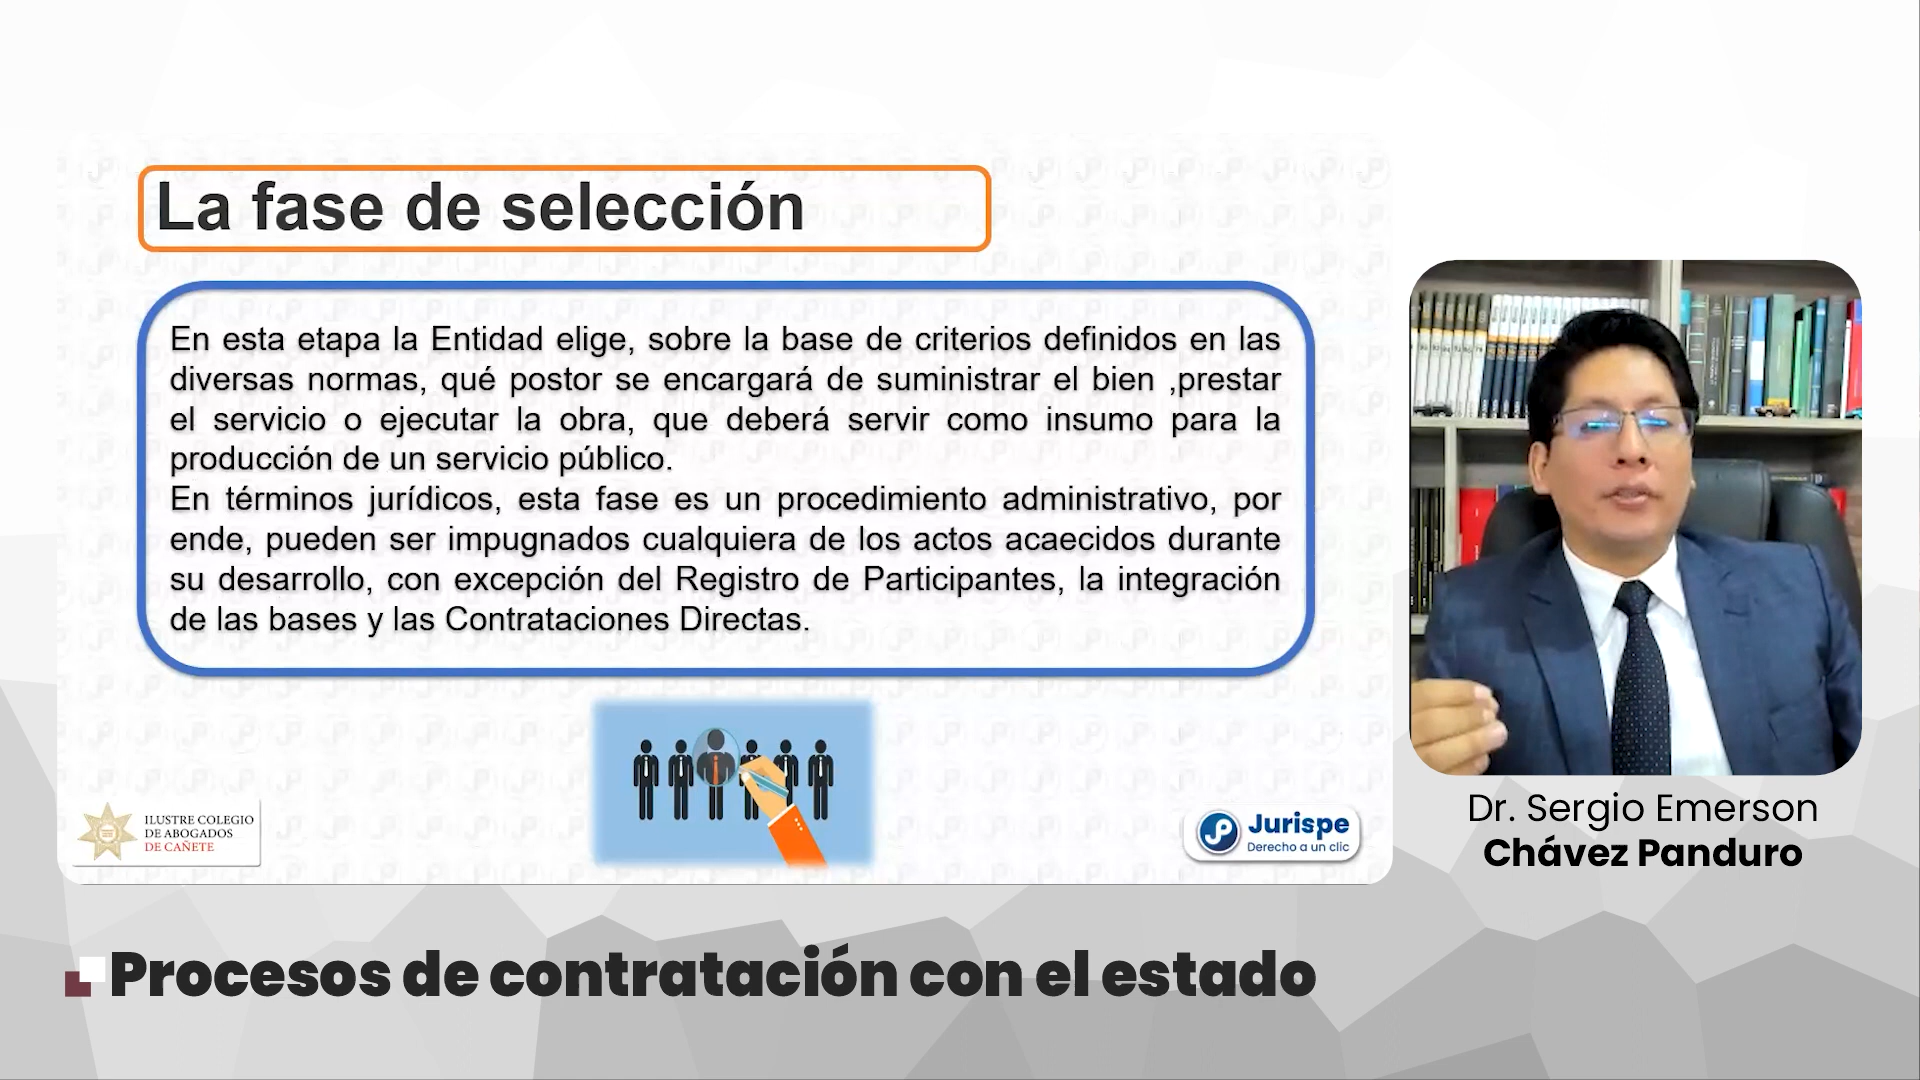 La fase de selección
En esta etapa la Entidad elige, sobre la base de criterios definidos en las
diversas normas, qué postor se encargará de suministrar el bien ,prestar
el servicio o ejecutar la obra, que deberá servir como insumo para la
producción de un servicio público.
En términos jurídicos, esta fase es un procedimiento administrativo, por
ende, pueden ser impugnados cualquiera de los actos acaecidos durante
su desarrollo, con excepción del Registro de Participantes, la integración
de las bases y las Contrataciones Directas.
ILUSTRE COLEGIO
DE ABOGADOS
DE CAÑETE
JP Jurispe
Derecho a un clic
Dr. Sergio Emerson
Chávez Panduro
Procesos de contratación con el estado